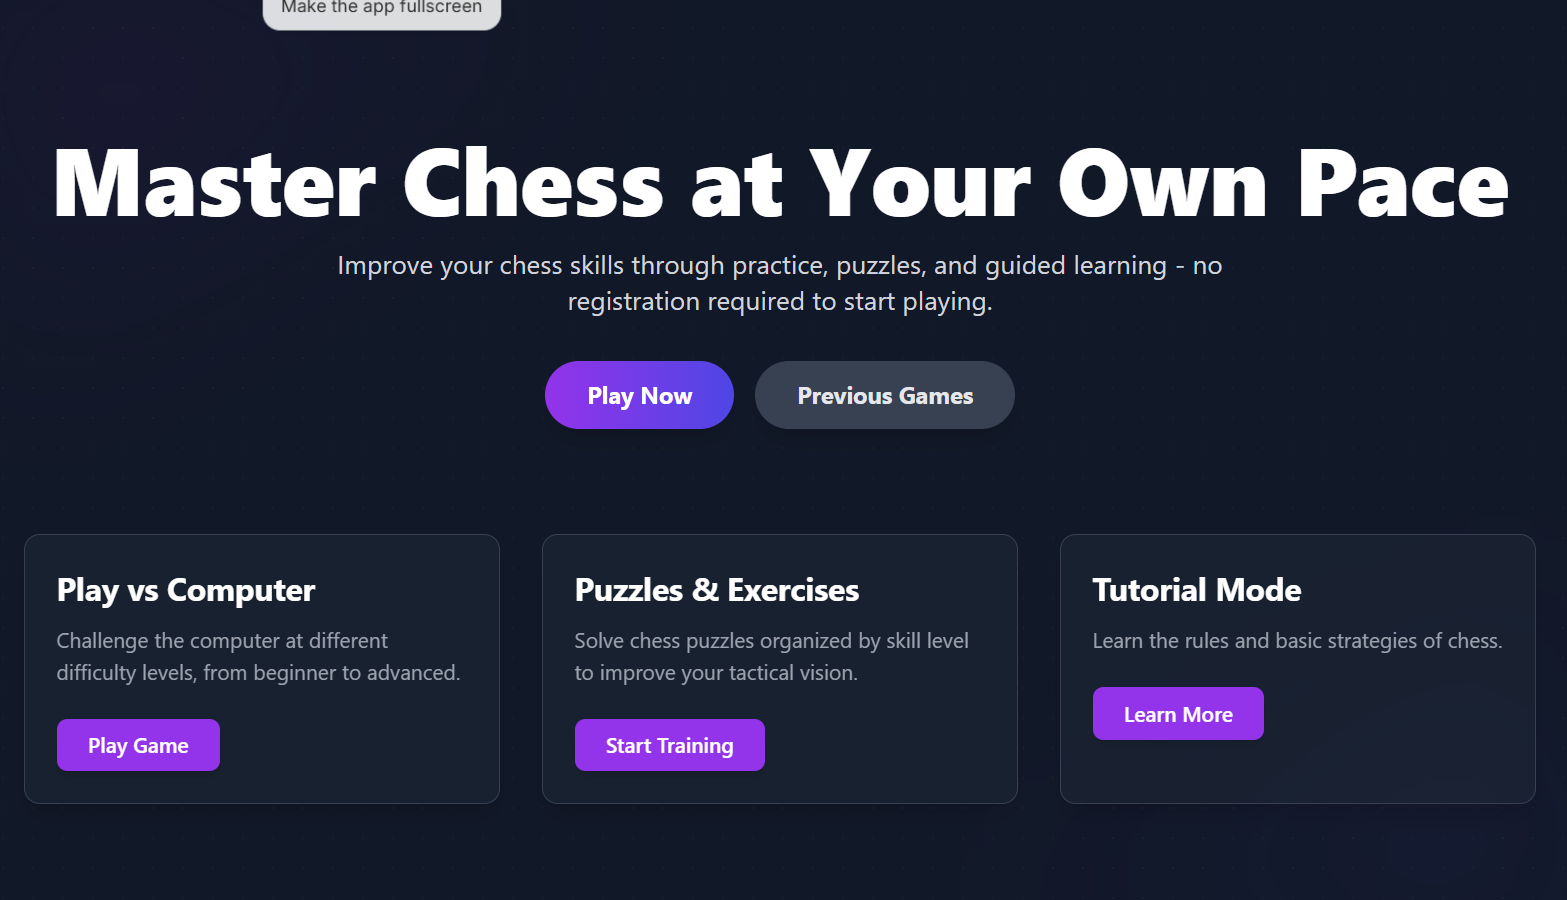 Make the app fullscreen
Master Chess at Your Own Pace
Improve your chess skills through practice, puzzles, and guided learning - no
registration required to start playing.
Play Now
Previous Games
Play vs Computer
Challenge the computer at different
difficulty levels, from beginner to advanced.
Play Game
Puzzles & Exercises
Solve chess puzzles organized by skill level
to improve your tactical vision.
Start Training
Tutorial Mode
Learn the rules and basic strategies of chess.
Learn More